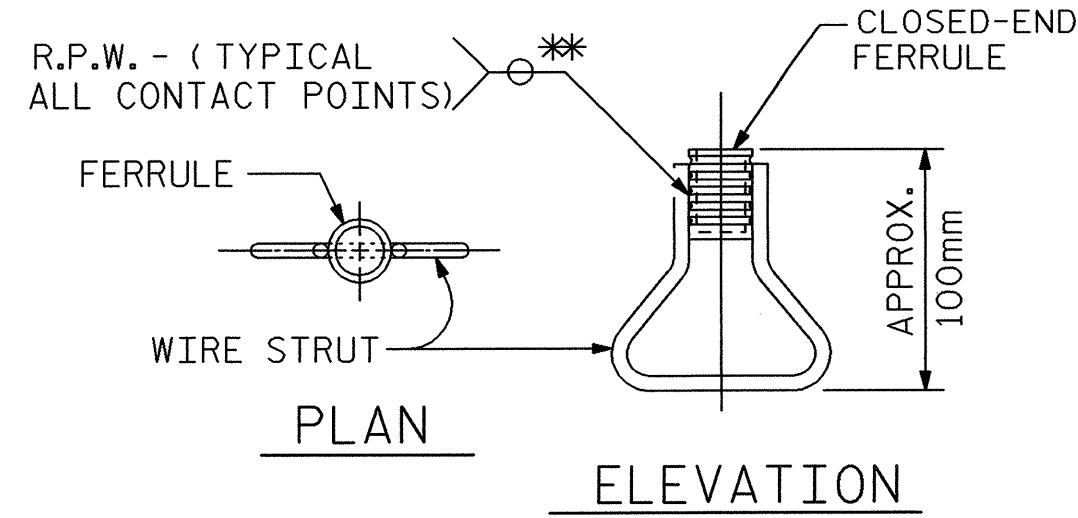 R.P.W. - ( TYPICAL
ALL CONTACT POINTS)
**
CLOSED-END
FERRULE
FERRULE
WIRE STRUT
APPROX.
100mm
PLAN
ELEVATION